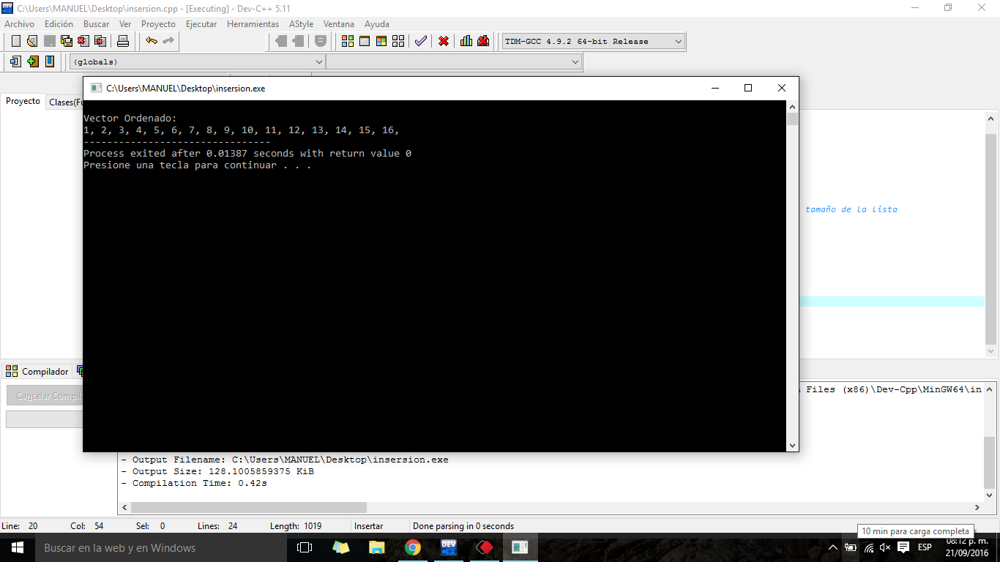 C:\Users\MANUEL\Desktop\insersion.cpp - [Executing] - Dev-C++ 5.11
Archivo Edición Buscar Ver Proyecto Ejecutar Herramientas AStyle Ventana Ayuda
TDM-GCC 4.9.2 64-bit Release
(globals)
C:\Users\MANUEL\Desktop\insersion.exe
Proyecto Clases(Fu
Vector Ordenado:
1, 2, 3, 4, 5, 6, 7, 8, 9, 10, 11, 12, 13, 14, 15, 16,
--------------------------------
Process exited after 0.01387 seconds with return value 0
Presione una tecla para continuar . . .
tamaño de la lista
Compilador
Cancelar Compila
Files (x86)\Dev-Cpp\MinGW64\in
- Output Filename: C:\Users\MANUEL\Desktop\insersion.exe
- Output Size: 128.1005859375 KiB
- Compilation Time: 0.42s
Line: 20 Col: 54 Sel: 0 Lines: 24 Length: 1019 Insertar Done parsing in 0 seconds
10 min para carga completa
Buscar en la web y en Windows
DEV
ESP
08:12 p. m.
21/09/2016